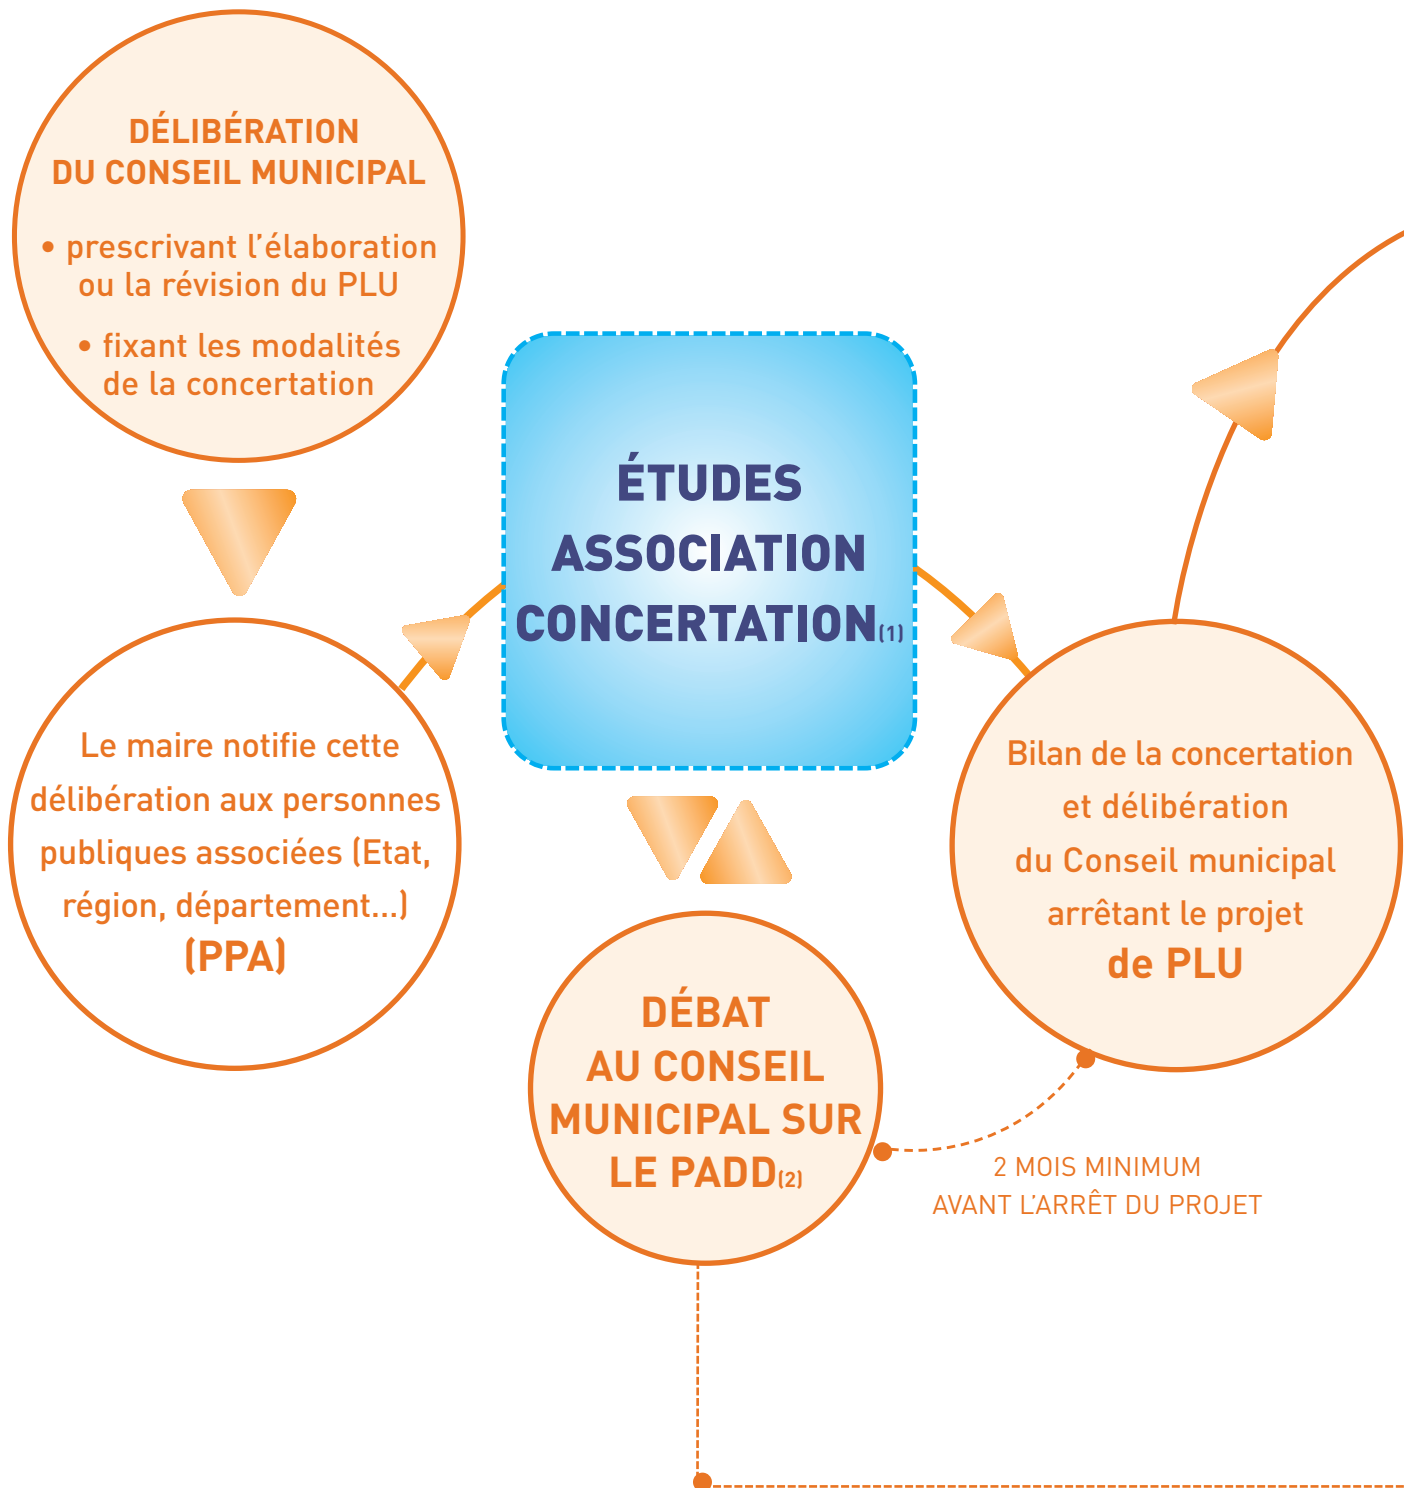 DÉLIBÉRATION
DU CONSEIL MUNICIPAL
• prescrivant l'élaboration
ou la révision du PLU
• fixant les modalités
de la concertation
Le maire notifie cette
délibération aux personnes
publiques associées (Etat,
région, département...)
(PPA)
ÉTUDES
ASSOCIATION
CONCERTATION(1)
DÉBAT
AU CONSEIL
MUNICIPAL SUR
LE PADD(2)
Bilan de la concertation
et délibération
du Conseil municipal
arrêtant le projet
de PLU
2 MOIS MINIMUM
AVANT L'ARRÊT DU PROJET